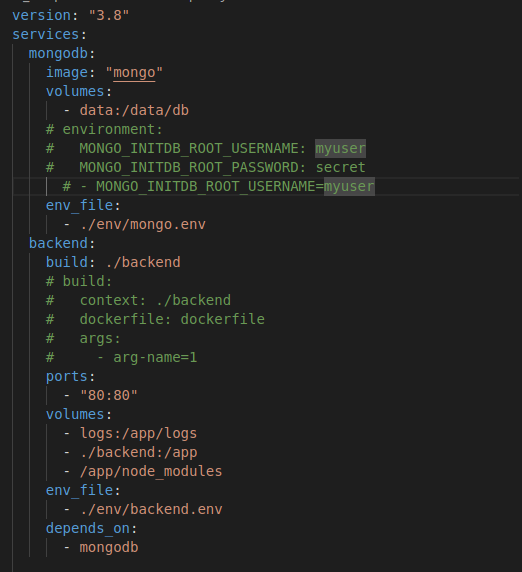 version: "3.8"
services:
  mongodb:
    image: "mongo"
    volumes:
      - data:/data/db
    # environment:
    #   MONGO_INITDB_ROOT_USERNAME: myuser
    #   MONGO_INITDB_ROOT_PASSWORD: secret
      # - MONGO_INITDB_ROOT_USERNAME=myuser
    env_file:
      - ./env/mongo.env
  backend:
    build: ./backend
    # build:
    #   context: ./backend
    #   dockerfile: dockerfile
    #   args:
    #     - arg-name=1
    ports:
      - "80:80"
    volumes:
      - logs:/app/logs
      - ./backend:/app
      - /app/node_modules
    env_file:
      - ./env/backend.env
    depends_on:
      - mongodb